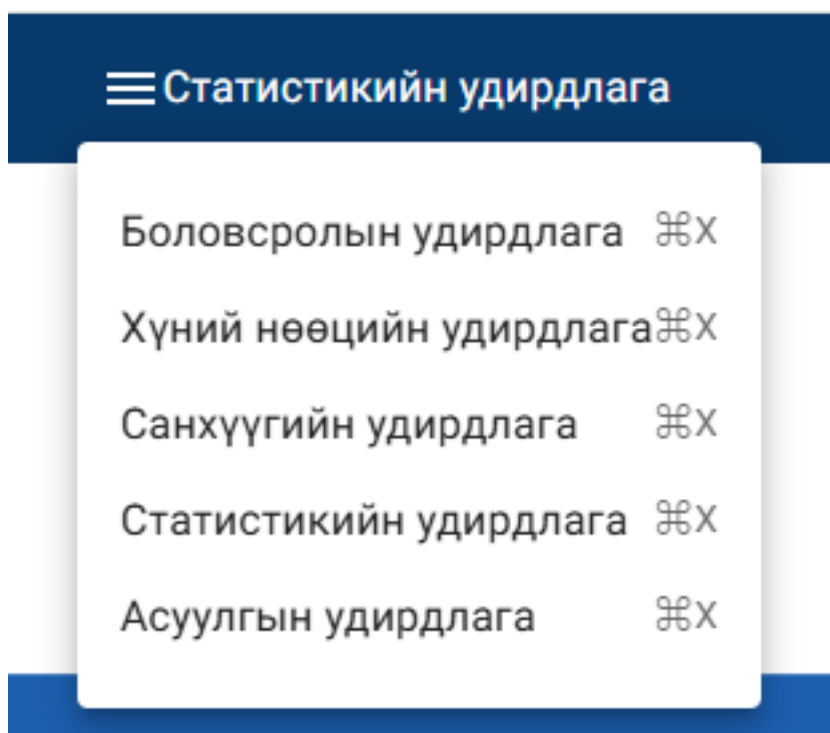 Статистикийн удирдлага
Боловсролын удирдлага ⌘X
Хүний нөөцийн удирдлага⌘X
Санхүүгийн удирдлага ⌘X
Статистикийн удирдлага ⌘X
Асуулгын удирдлага ⌘X